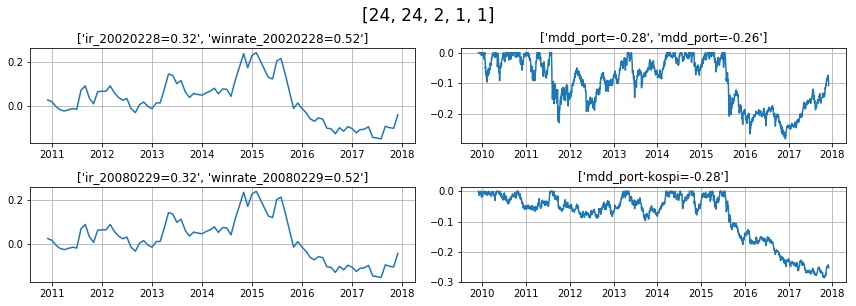 [24, 24, 2, 1, 1]
['ir_20020228=0.32', 'winrate_20020228=0.52']
0.2
0.0
2011 2012 2013 2014 2015 2016 2017 2018
['mdd_port=-0.28', 'mdd_port=-0.26']
0.0
−0.1
−0.2
2010 2011 2012 2013 2014 2015 2016 2017 2018
['ir_20080229=0.32', 'winrate_20080229=0.52']
0.2
0.0
2011 2012 2013 2014 2015 2016 2017 2018
['mdd_port-kospi=-0.28']
0.0
−0.1
−0.2
−0.3
2010 2011 2012 2013 2014 2015 2016 2017 2018